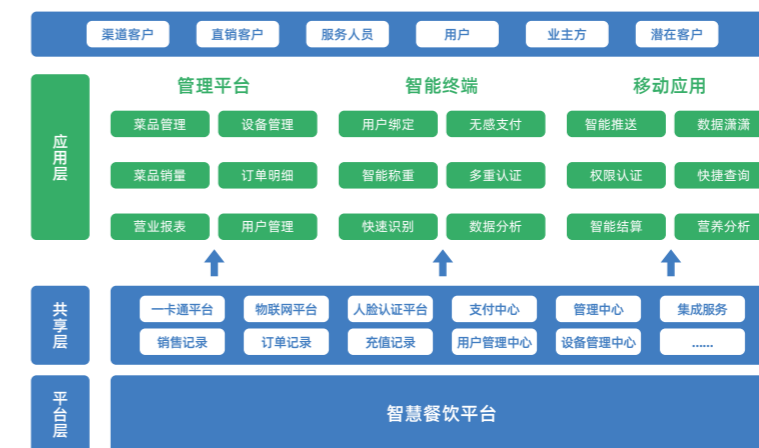 渠道客户 直销客户 服务人员 用户 业主方 潜在客户
应用层
管理平台 智能终端 移动应用
菜品管理 设备管理 用户绑定 无感支付 智能推送 数据潇潇
菜品销量 订单明细 智能称重 多重认证 权限认证 快捷查询
营业报表 用户管理 快速识别 数据分析 智能结算 营养分析
共享层
一卡通平台 物联网平台 人脸认证平台 支付中心 管理中心 集成服务
销售记录 订单记录 充值记录 用户管理中心 设备管理中心 ......
平台层
智慧餐饮平台